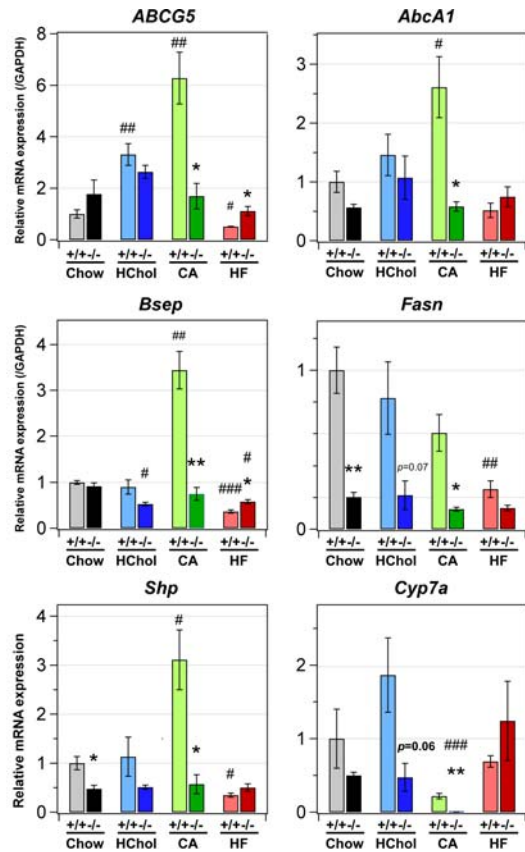 ABCG5
AbcA1
Relative mRNA expression (/GAPDH)
8
6
4
2
0
##
##
*
#
*
3
2
1
0
#
*
+/+ -/- +/+ -/- +/+ -/- +/+ -/-
Chow HChol CA HF
+/+ -/- +/+ -/- +/+ -/- +/+ -/-
Chow HChol CA HF
Bsep
Fasn
Relative mRNA expression (/GAPDH)
4
3
2
1
0
#
##
**
###
#
*
1
0
**
p=0.07
*
##
+/+ -/- +/+ -/- +/+ -/- +/+ -/-
Chow HChol CA HF
+/+ -/- +/+ -/- +/+ -/- +/+ -/-
Chow HChol CA HF
Shp
Cyp7a
Relative mRNA expression
4
3
2
1
0
*
#
*
#
2
1
0
p=0.06
###
**
+/+ -/- +/+ -/- +/+ -/- +/+ -/-
Chow HChol CA HF
+/+ -/- +/+ -/- +/+ -/- +/+ -/-
Chow HChol CA HF